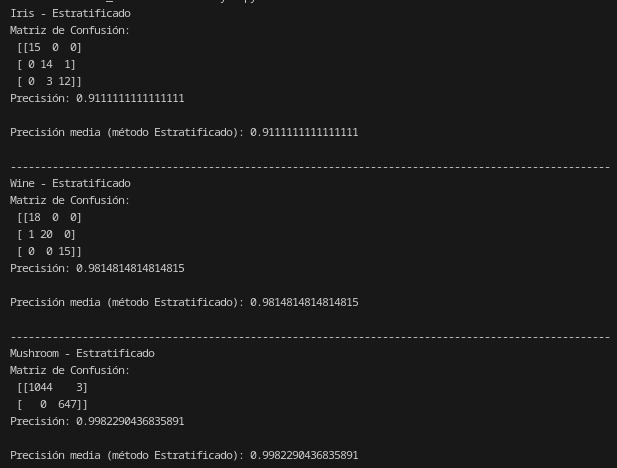 Iris - Estratificado
Matriz de Confusión:
[[15  0  0]
[ 0 14  1]
[ 0  3 12]]
Precisión: 0.9111111111111111
Precisión media (método Estratificado): 0.9111111111111111
----------------------------------------------------------------------------------------------------
Wine - Estratificado
Matriz de Confusión:
[[18  0  0]
[ 1 20  0]
[ 0  0 15]]
Precisión: 0.9814814814814815
Precisión media (método Estratificado): 0.9814814814814815
----------------------------------------------------------------------------------------------------
Mushroom - Estratificado
Matriz de Confusión:
[[1044    3]
[   0  647]]
Precisión: 0.9982290436835891
Precisión media (método Estratificado): 0.9982290436835891